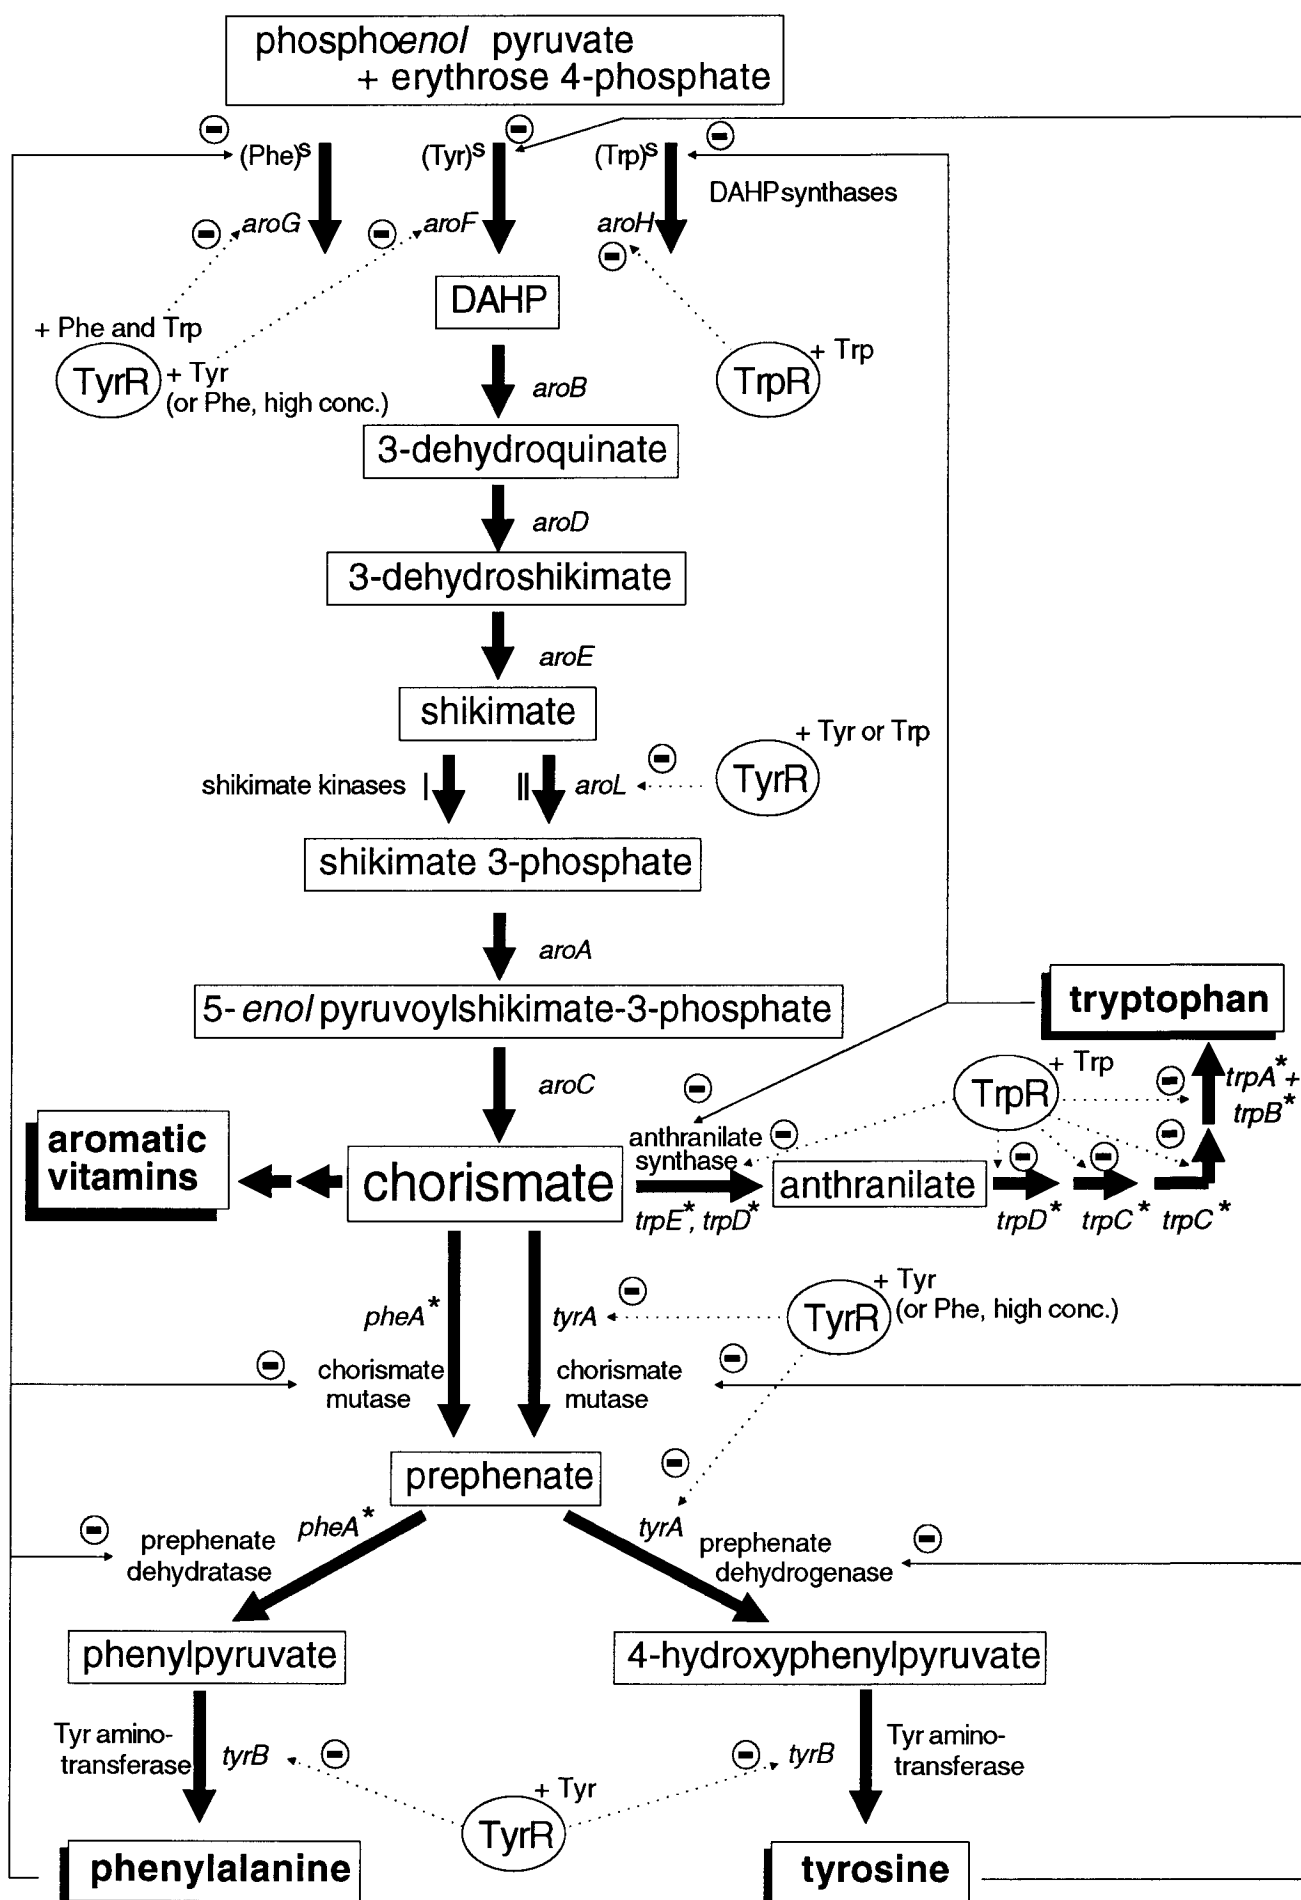 phosphoenol pyruvate
+ erythrose 4-phosphate
(Phe)S
(Tyr)S
(Trp)S
DAHP synthases
aroG
aroF
aroH
DAHP
+ Phe and Trp
TyrR
+ Tyr
(or Phe, high conc.)
TrpR
+ Trp
aroB
3-dehydroquinate
aroD
3-dehydroshikimate
aroE
shikimate
+ Tyr or Trp
TyrR
shikimate kinases
I
II
aroL
shikimate 3-phosphate
aroA
5-enolpyruvoylshikimate-3-phosphate
tryptophan
aroC
TrpR
+ Trp
trpA*+
trpB*
aromatic
vitamins
chorismate
anthranilate
synthase
trpE*, trpD*
anthranilate
trpD*
trpC*
trpC*
pheA*
tyrA
TyrR
+ Tyr
(or Phe, high conc.)
chorismate
mutase
chorismate
mutase
prephenate
pheA*
tyrA
prephenate
dehydratase
prephenate
dehydrogenase
phenylpyruvate
4-hydroxyphenylpyruvate
Tyr amino-
transferase
tyrB
tyrB
Tyr amino-
transferase
+ Tyr
TyrR
phenylalanine
tyrosine